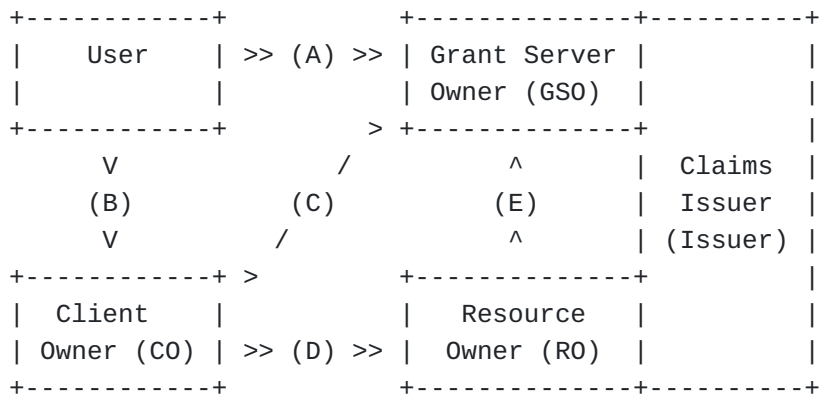 +------------+           +--------------+----------+
|    User    | >> (A) >> | Grant Server |          |
|            |           | Owner (GSO)  |          |
+------------+         > +--------------+          |
      V              /          ^       |  Claims  |
     (B)          (C)          (E)      |  Issuer  |
      V          /              ^       | (Issuer) |
+------------+ >         +--------------+          |
|  Client    |           |   Resource   |          |
| Owner (CO) | >> (D) >> |  Owner (RO)  |          |
+------------+           +--------------+----------+